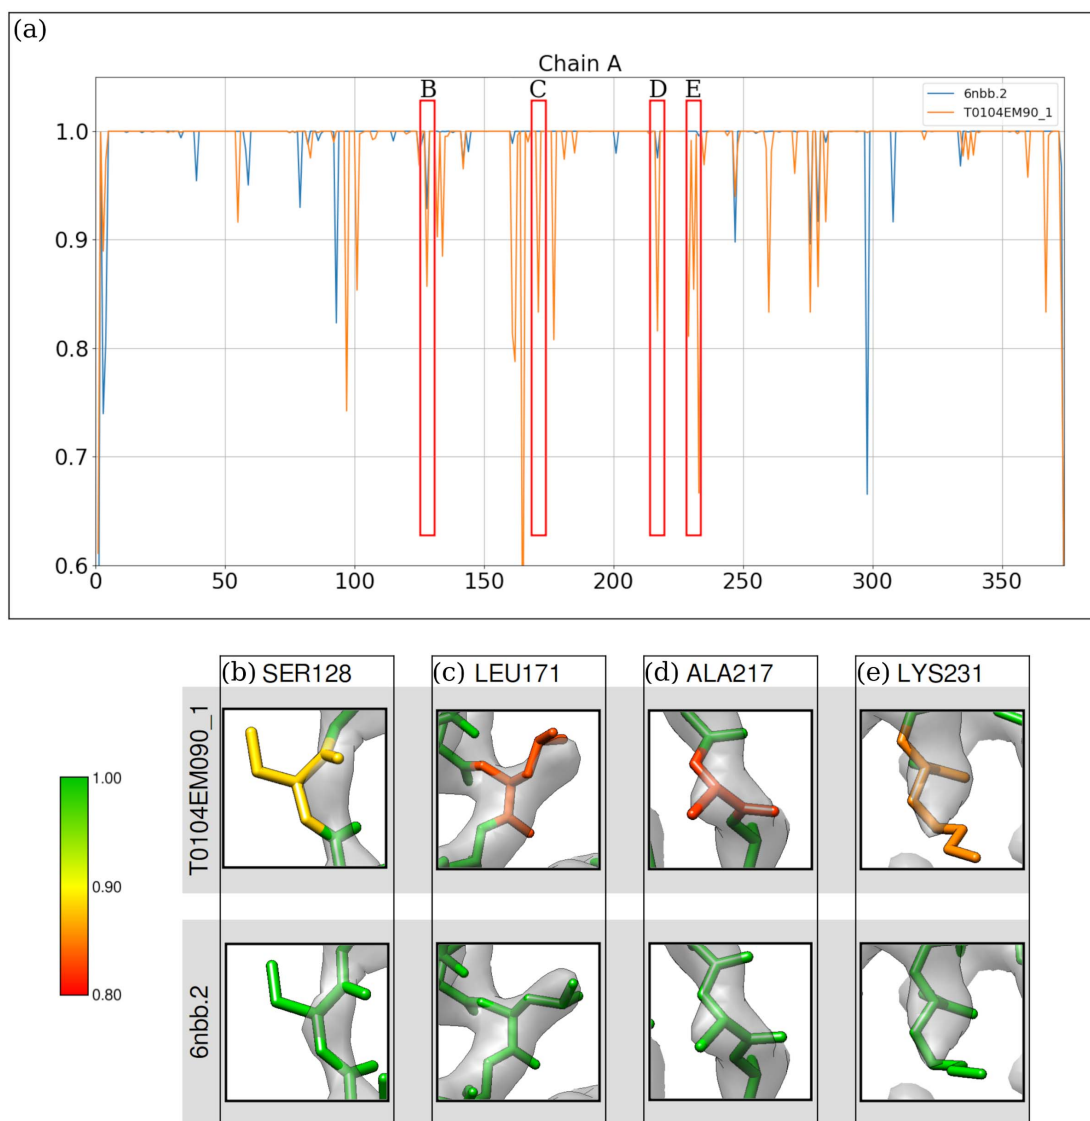 (a)
Chain A
B C D E
6nbb.2
T0104EM90_1
1.0
0.9
0.8
0.7
0.6
0 50 100 150 200 250 300 350
(b) SER128 (c) LEU171 (d) ALA217 (e) LYS231
T0104EM090_1
1.00
0.90
0.80
6nbb.2